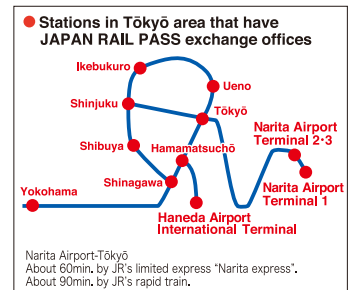 Stations in Tōkyō area that have
JAPAN RAIL PASS exchange offices
Ikebukuro
Ueno
Shinjuku
Tōkyō
Shibuya
Hamamatsuchō
Narita Airport
Terminal 2·3
Shinagawa
Narita Airport
Terminal 1
Yokohama
Haneda Airport
International Terminal
Narita Airport-Tōkyō
About 60min. by JR's limited express “Narita express”.
About 90min. by JR's rapid train.